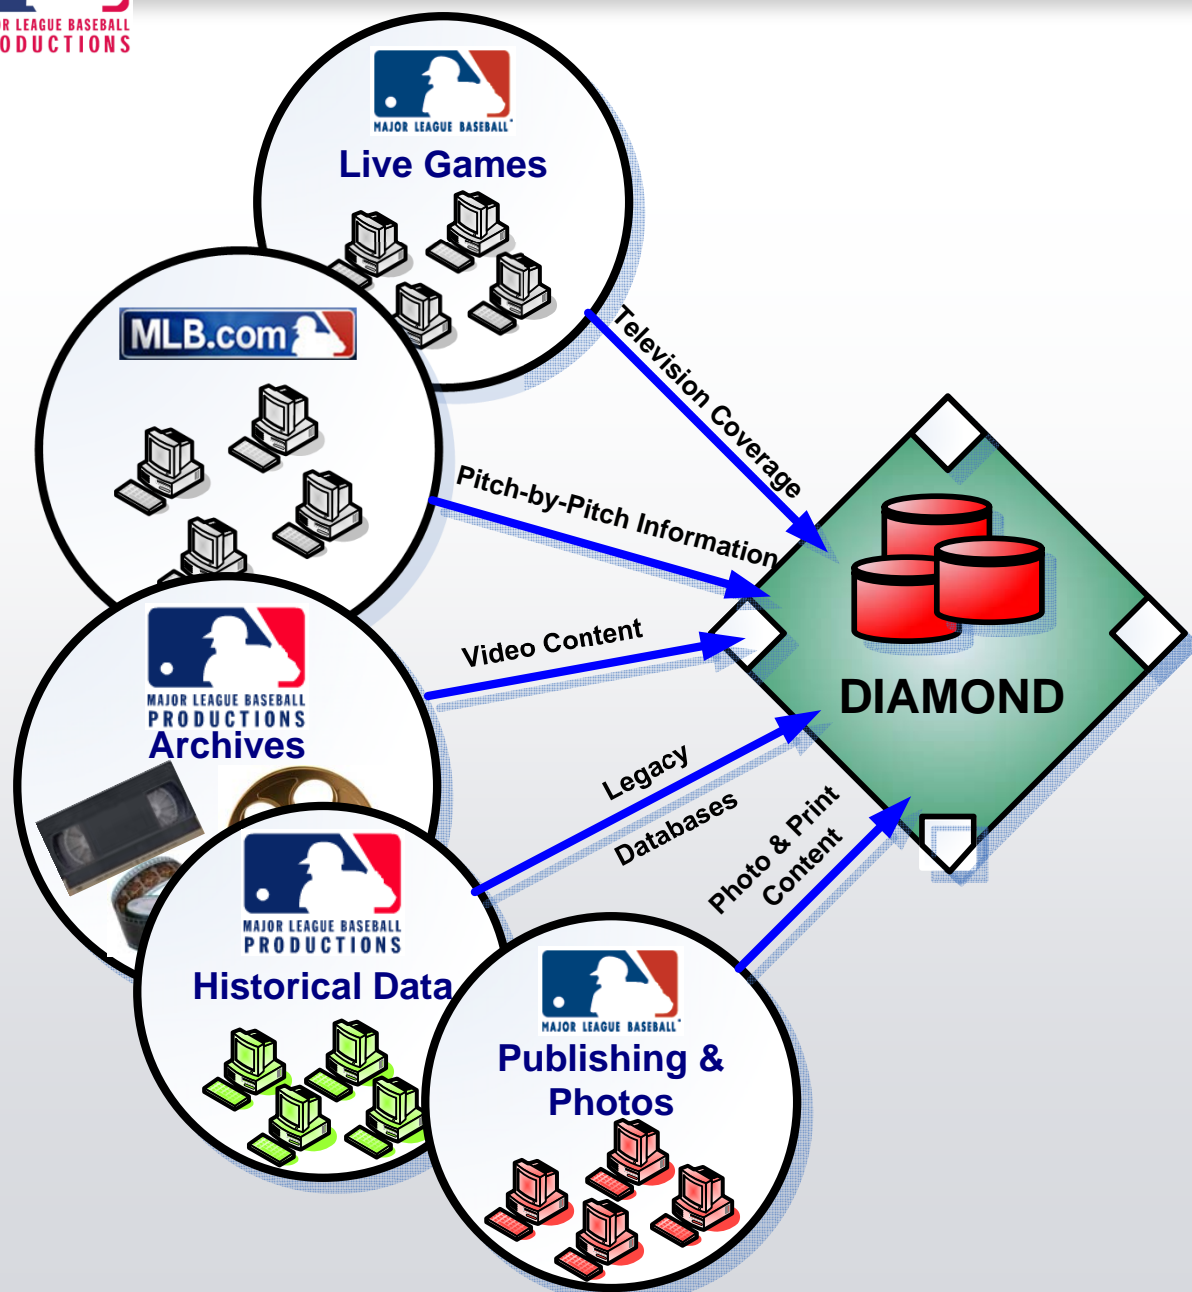 MAJOR LEAGUE BASEBALL
Live Games
MLB.com
MAJOR LEAGUE BASEBALL
PRODUCTIONS
Archives
MAJOR LEAGUE BASEBALL
PRODUCTIONS
Historical Data
MAJOR LEAGUE BASEBALL
Publishing &
Photos
Television Coverage
Pitch-by-Pitch Information
Video Content
Legacy
Databases
Photo & Print
Content
DIAMOND
LEAGUE BASEBALL